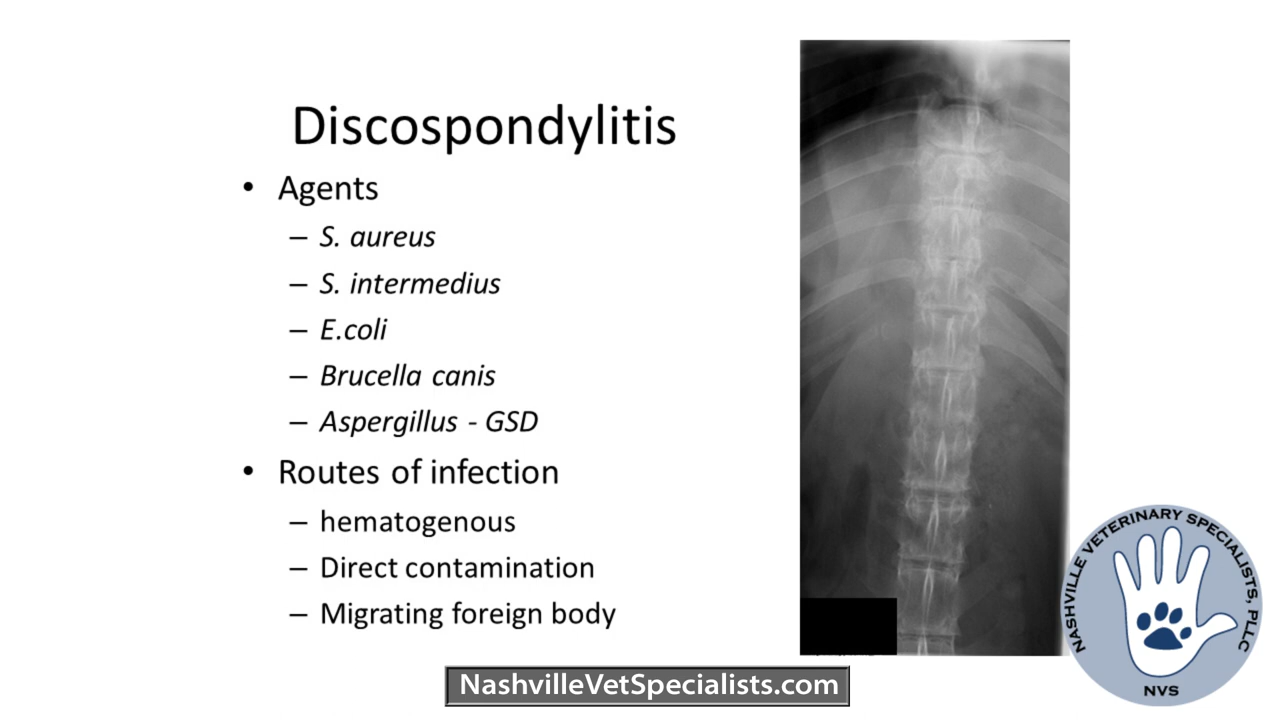 Discospondylitis
• Agents
– S. aureus
– S. intermedius
– E.coli
– Brucella canis
– Aspergillus - GSD
• Routes of infection
– hematogenous
– Direct contamination
– Migrating foreign body
NASHVILLE VETERINARY SPECIALISTS, PLLC
NVS
NashvilleVetSpecialists.com